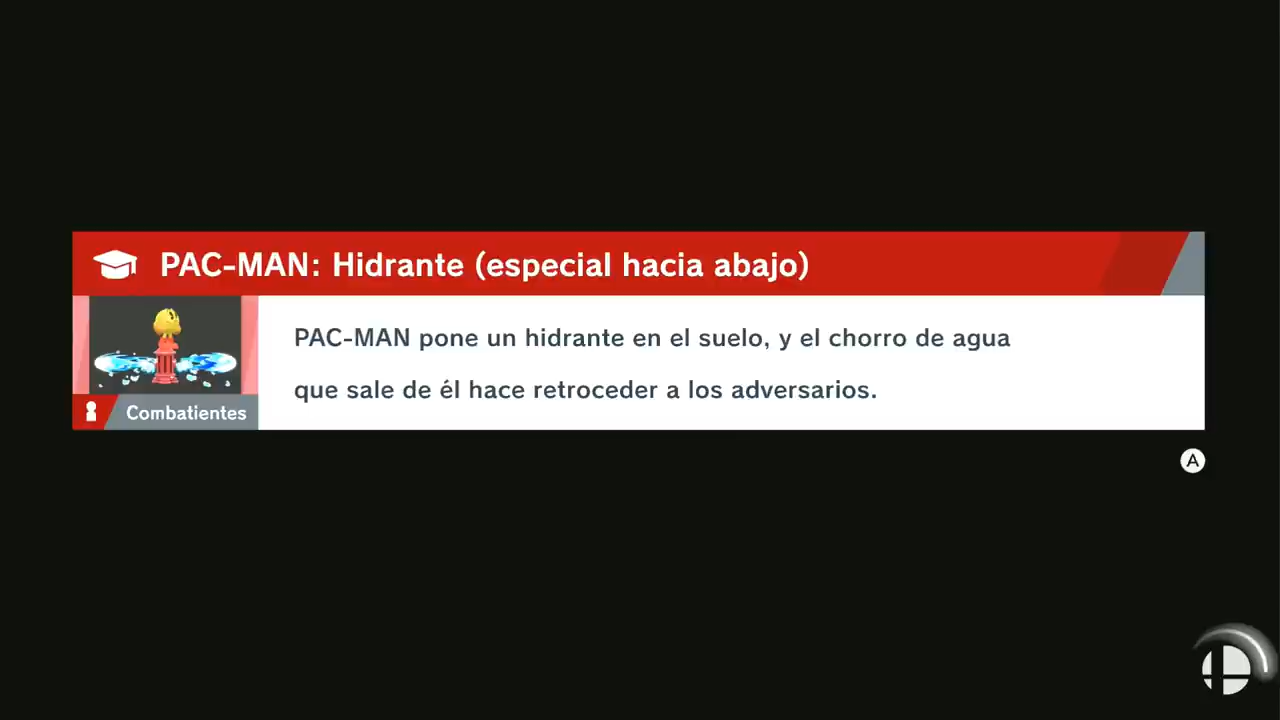 PAC-MAN: Hidrante (especial hacia abajo)
PAC-MAN pone un hidrante en el suelo, y el chorro de agua
que sale de él hace retroceder a los adversarios.
Combatientes
A